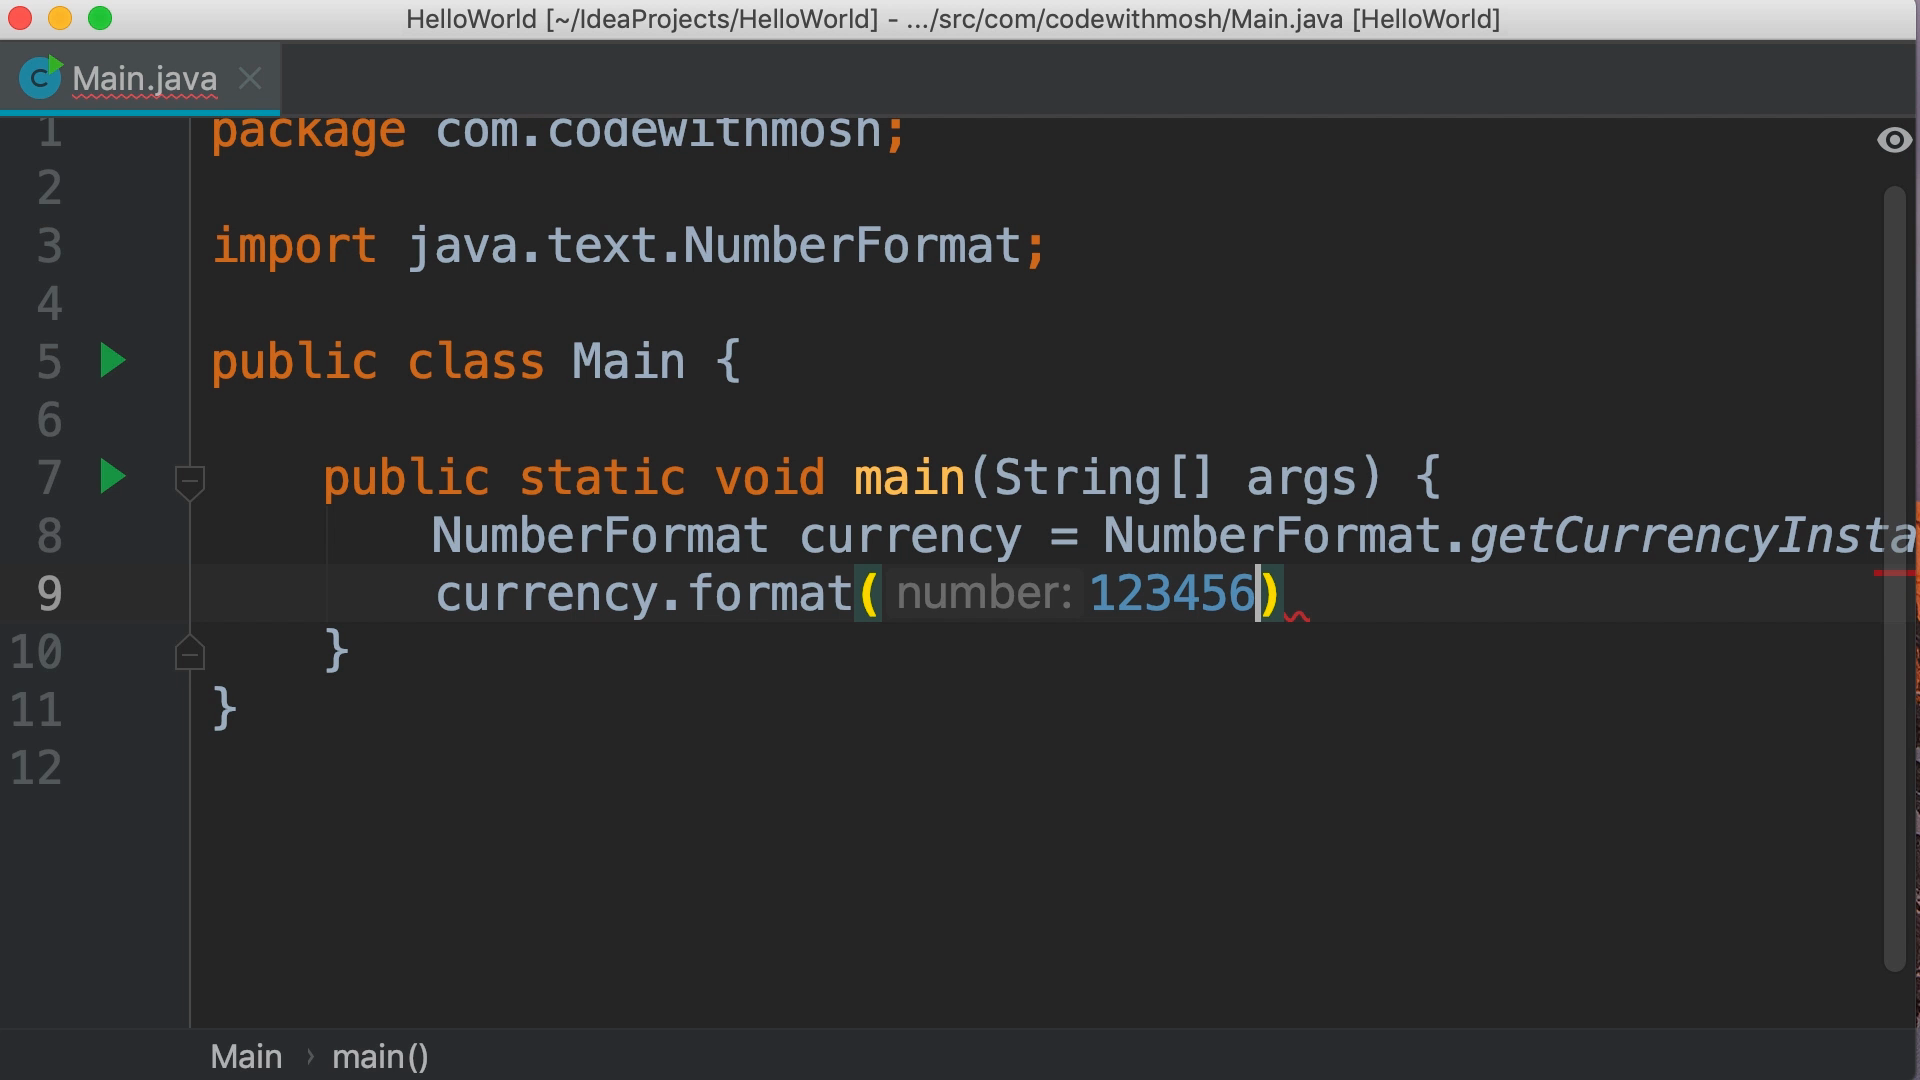 HelloWorld [~/IdeaProjects/HelloWorld] - .../src/com/codewithmosh/Main.java [HelloWorld]
Main.java
1 package com.codewithmosh;
2
3 import java.text.NumberFormat;
4
5 public class Main {
6
7 public static void main(String[] args) {
8 NumberFormat currency = NumberFormat.getCurrencyInsta
9 currency.format( number: 123456)
10 }
11 }
12
Main › main()